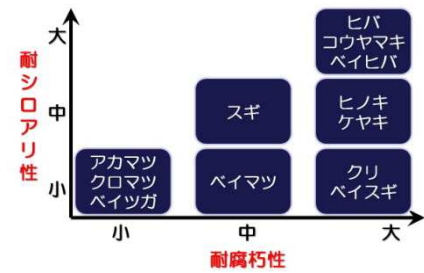 大
ヒバ
コウヤマキ
ベイヒバ
耐シロアリ性
中
スギ
ヒノキ
ケヤキ
小
アカマツ
クロマツ
ベイツガ
ベイマツ
クリ
ベイスギ
小
中
大
耐腐朽性